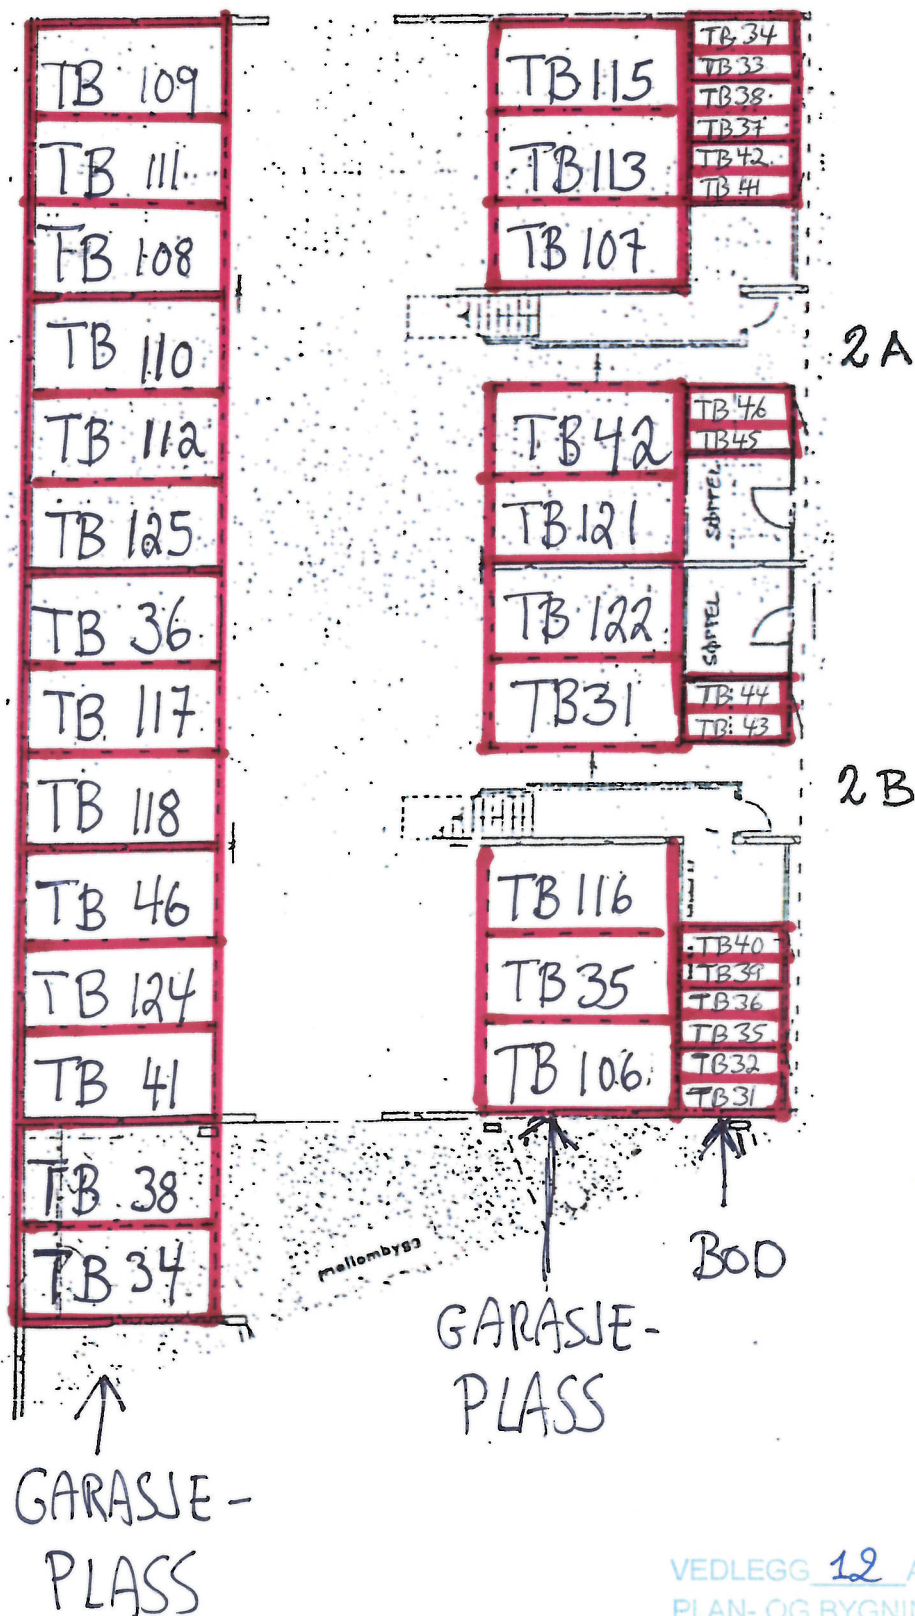 TB 109
TB 111
TB 108
TB 110
TB 112
TB 125
TB 36
TB 117
TB 118
TB 46
TB 124
TB 41
TB 38
TB 34
GARASJE-
PLASS
TB 115
TB 113
TB 107
TB 42
TB 121
TB 122
TB 31
TB 116
TB 35
TB 106
GARASJE-
PLASS
TB 34
TB 33
TB 38
TB 37
TB 42
TB 41
2A
TB 46
TB 45
SØPPEL
SØPPEL
TB 44
TB 43
2B
TB 40
TB 39
TB 36
TB 35
TB 32
TB 31
BOD
mellombygg
VEDLEGG 12
PLAN- OG